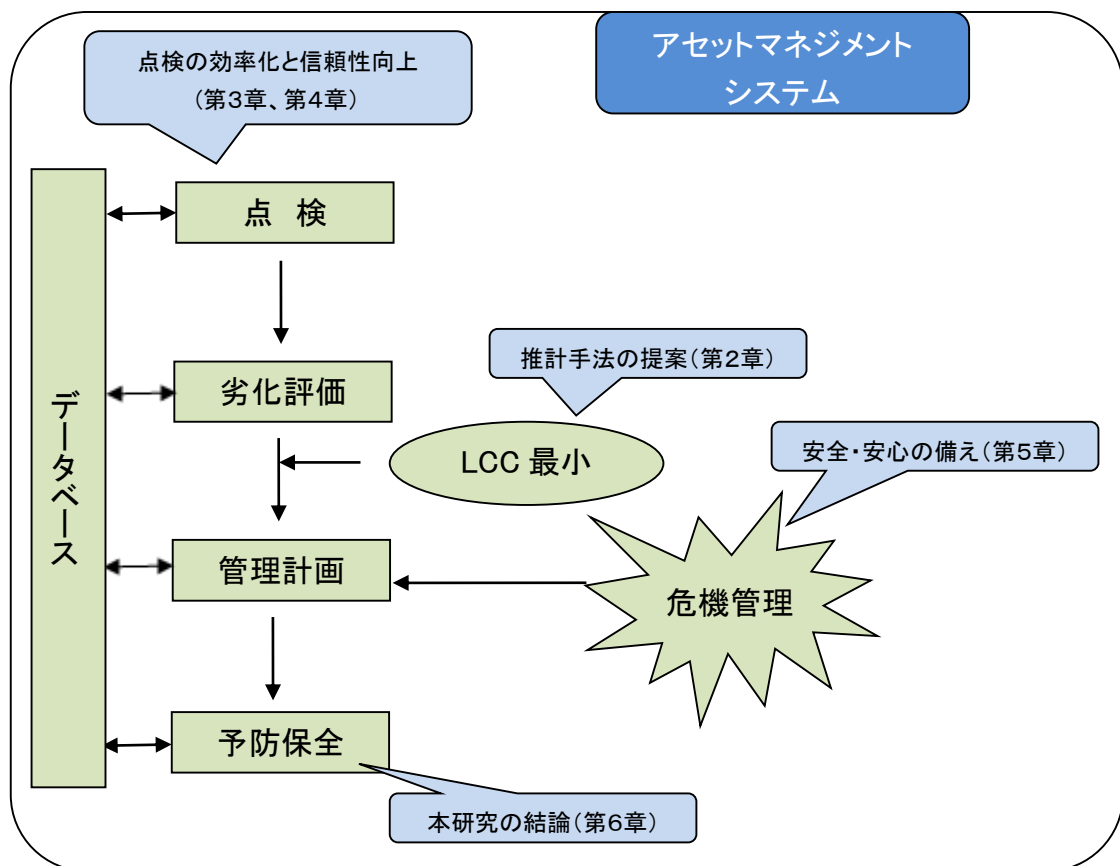 アセットマネジメント
システム
点検の効率化と信頼性向上
（第３章、第４章）
点　検
推計手法の提案（第２章）
劣化評価
LCC 最小
安全・安心の備え（第５章）
データベース
管理計画
危機管理
予防保全
本研究の結論（第６章）